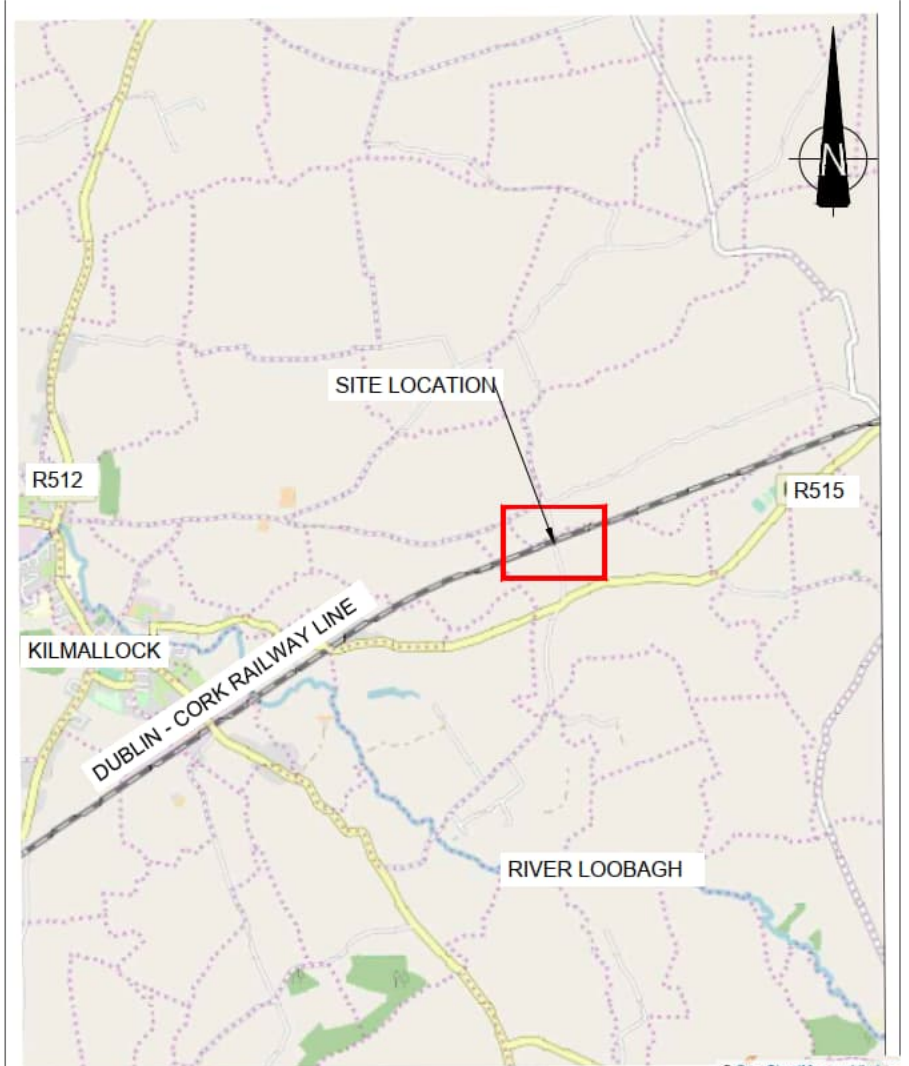 N
SITE LOCATION
R512
R515
KILMALLOCK
DUBLIN - CORK RAILWAY LINE
RIVER LOOBAGH